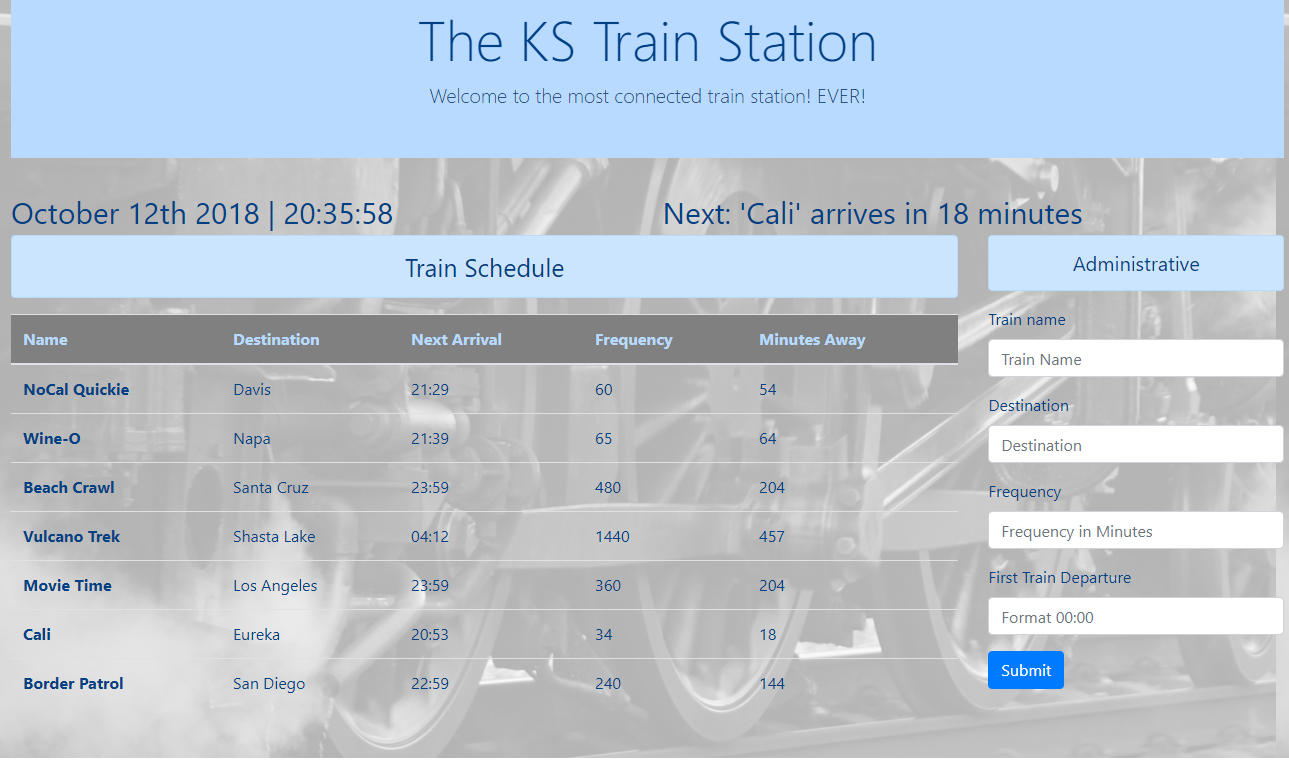 The KS Train Station
Welcome to the most connected train station! EVER!
October 12th 2018 | 20:35:58
Next: 'Cali' arrives in 18 minutes
Train Schedule
Name Destination Next Arrival Frequency Minutes Away
NoCal Quickie Davis 21:29 60 54
Wine-O Napa 21:39 65 64
Beach Crawl Santa Cruz 23:59 480 204
Vulcano Trek Shasta Lake 04:12 1440 457
Movie Time Los Angeles 23:59 360 204
Cali Eureka 20:53 34 18
Border Patrol San Diego 22:59 240 144
Administrative
Train name
Train Name
Destination
Destination
Frequency
Frequency in Minutes
First Train Departure
Format 00:00
Submit